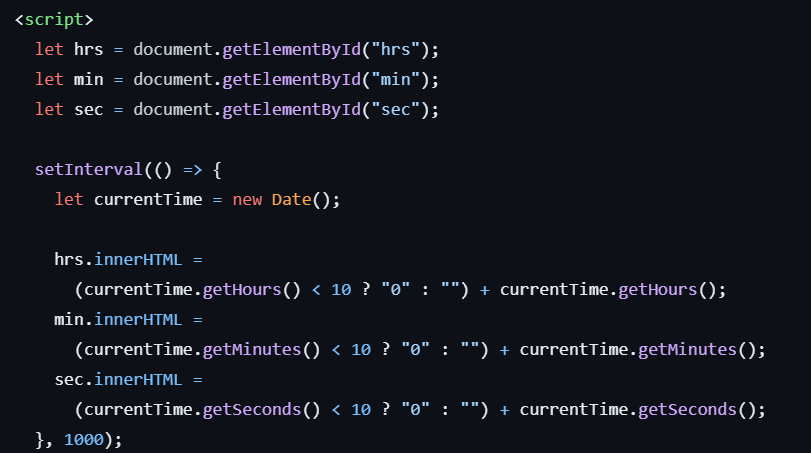 <script>
let hrs = document.getElementById("hrs");
let min = document.getElementById("min");
let sec = document.getElementById("sec");
setInterval(() => {
let currentTime = new Date();
hrs.innerHTML =
(currentTime.getHours() < 10 ? "0" : "") + currentTime.getHours();
min.innerHTML =
(currentTime.getMinutes() < 10 ? "0" : "") + currentTime.getMinutes();
sec.innerHTML =
(currentTime.getSeconds() < 10 ? "0" : "") + currentTime.getSeconds();
}, 1000);